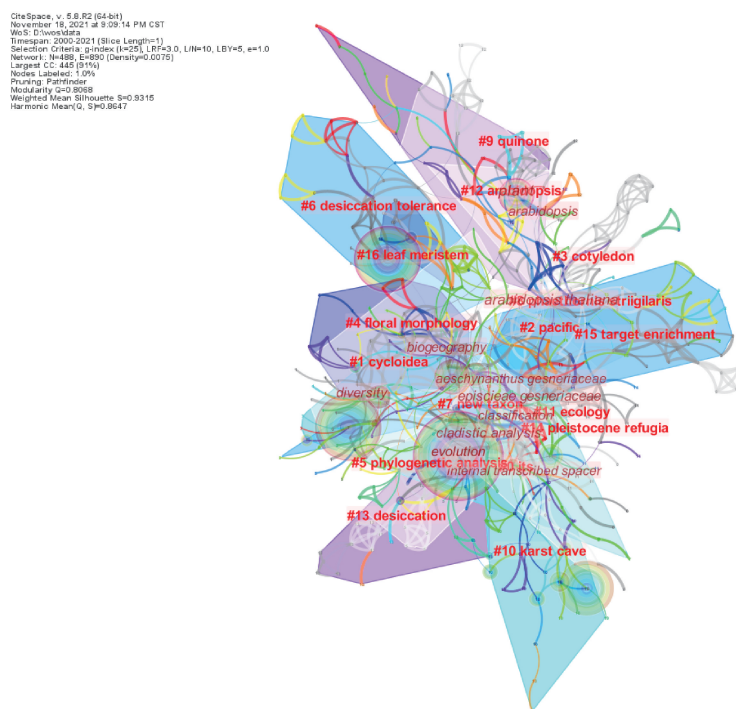 CiteSpace, v. 5.8.R2 (64-bit)
November 18, 2021 at 9:09:14 PM CST
WoS: D:\wos\data
Timespan: 2000-2021 (Slice Length=1)
Selection Criteria: g-index (k=25), LRF=3.0, L/N=10, LBY=5, e=1.0
Network: N=488, E=890 (Density=0.0075)
Largest CC: 445 (91%)
Nodes Labeled: 1.0%
Pruning: Pathfinder
Modularity Q=0.8068
Weighted Mean Silhouette S=0.9315
Harmonic Mean(Q, S)=0.8647
#9 quinone
#12
arabidopsis
#6 desiccation tolerance
#16 leaf meristem
#3 cotyledon
arabidopsis thaliana
#4 floral morphology
#2 pacific
#15 target enrichment
biogeography
#1 cycloidea
aeschynanthus gesneriaceae
diversity
episcieae gesneriaceae
#7 new taxon
#11 ecology
classification
#14 pleistocene refugia
cladistic analysis
evolution
#5 phylogenetic analysis
its
internal transcribed spacer
#13 desiccation
#10 karst cave